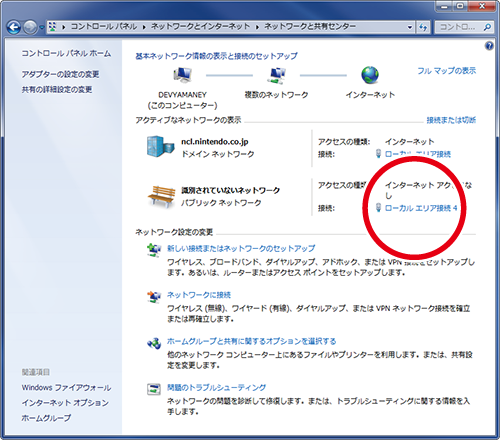 コントロール パネル ▸ ネットワークとインターネット ▸ ネットワークと共有センター
コントロ...
コントロール パネル ホーム
アダプターの設定の変更
共有の詳細設定の変更
基本ネットワーク情報の表示と接続のセットアップ
フル マップの表示
DEVYAMANEY
(このコンピューター)
複数のネットワーク
インターネット
アクティブなネットワークの表示
接続または切断
ncl.nintendo.co.jp
ドメイン ネットワーク
アクセスの種類: インターネット
接続: ローカル エリア接続
識別されていないネットワーク
パブリック ネットワーク
アクセスの種類 インターネット アク なし
接続: ローカル エリア接続 4
ネットワーク設定の変更
新しい接続またはネットワークのセットアップ
ワイヤレス、ブロードバンド、ダイヤルアップ、アドホック、または VPN 接続をセットアップします。あるいは、ルーターまたはアクセス ポイントをセットアップします。
ネットワークに接続
ワイヤレス (無線)、ワイヤード (有線)、ダイヤルアップ、または VPN ネットワーク接続を確立
または再確立します。
ホームグループと共有に関するオプションを選択する
他のネットワーク コンピューター上にあるファイルやプリンターを利用します。または、共有設定
を変更します。
問題のトラブルシューティング
ネットワークの問題を診断して修復します。または、トラブルシューティングに関する情報を入
手します。
関連項目
Windows ファイアウォール
インターネット オプション
ホームグループ